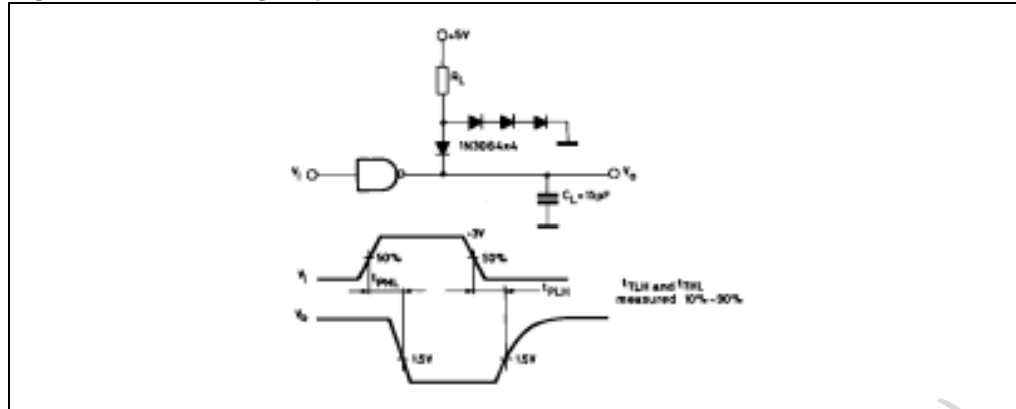 +5V
RL
1N3064x4
VI
Vo
CL=15pF
~3V
50%
50%
VI
tPHL
tPLH
tTLH and tTHL
measured 10%-90%
Vo
1.5V
1.5V